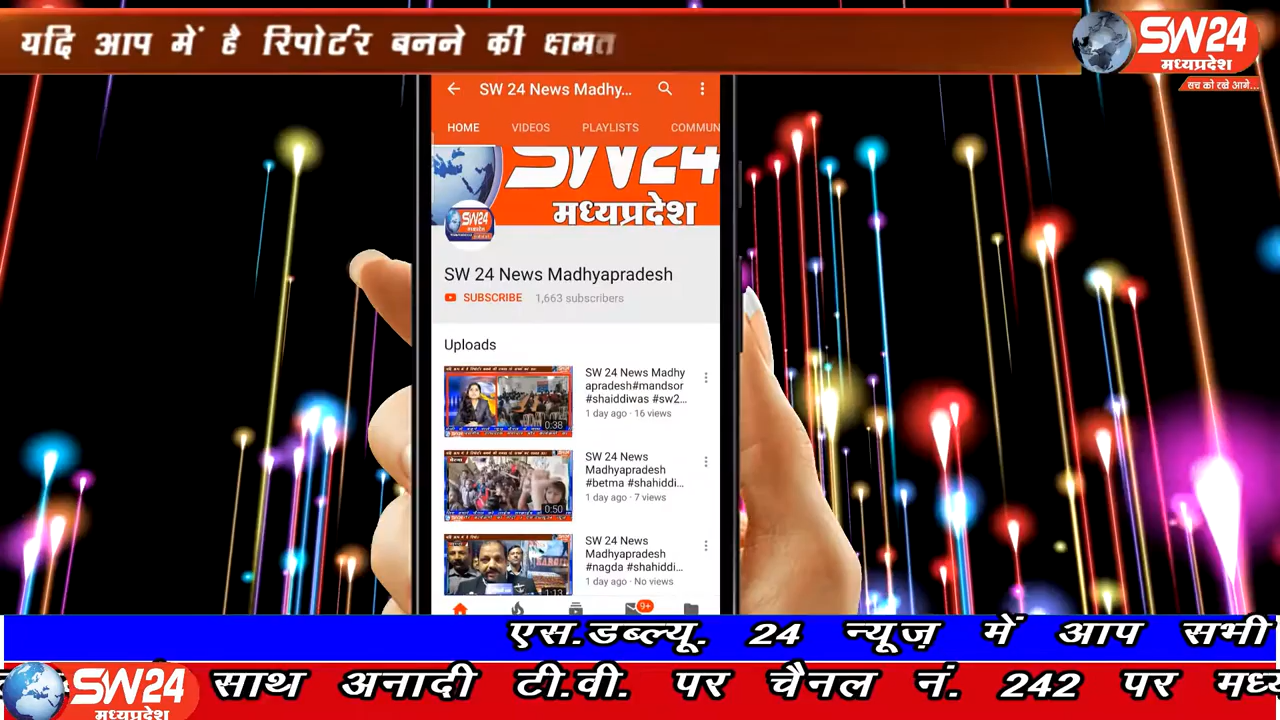 यदि आप में है रिपोर्टर बनने की क्षमत
SW24
मध्यप्रदेश
सच को रखे आगे...
SW 24 News Madhy...
HOME VIDEOS PLAYLISTS COMMUN
SW24
मध्यप्रदेश
SW24
SW 24 News Madhyapradesh
SUBSCRIBE 1,663 subscribers
Uploads
SW 24 News Madhy
apradesh#mandsor
#shaiddiwas #sw2...
1 day ago · 16 views
0:38
SW 24 News
Madhyapradesh
#betma #shahiddi...
1 day ago · 7 views
0:50
SW 24 News
Madhyapradesh
#nagda #shahiddi...
1 day ago · No views
1:13
9+
एस.डब्ल्यू. 24 न्यूज़ में आप सभी
SW24
मध्यप्रदेश
साथ अनादी टी.वी. पर चैनल नं. 242 पर मध्य